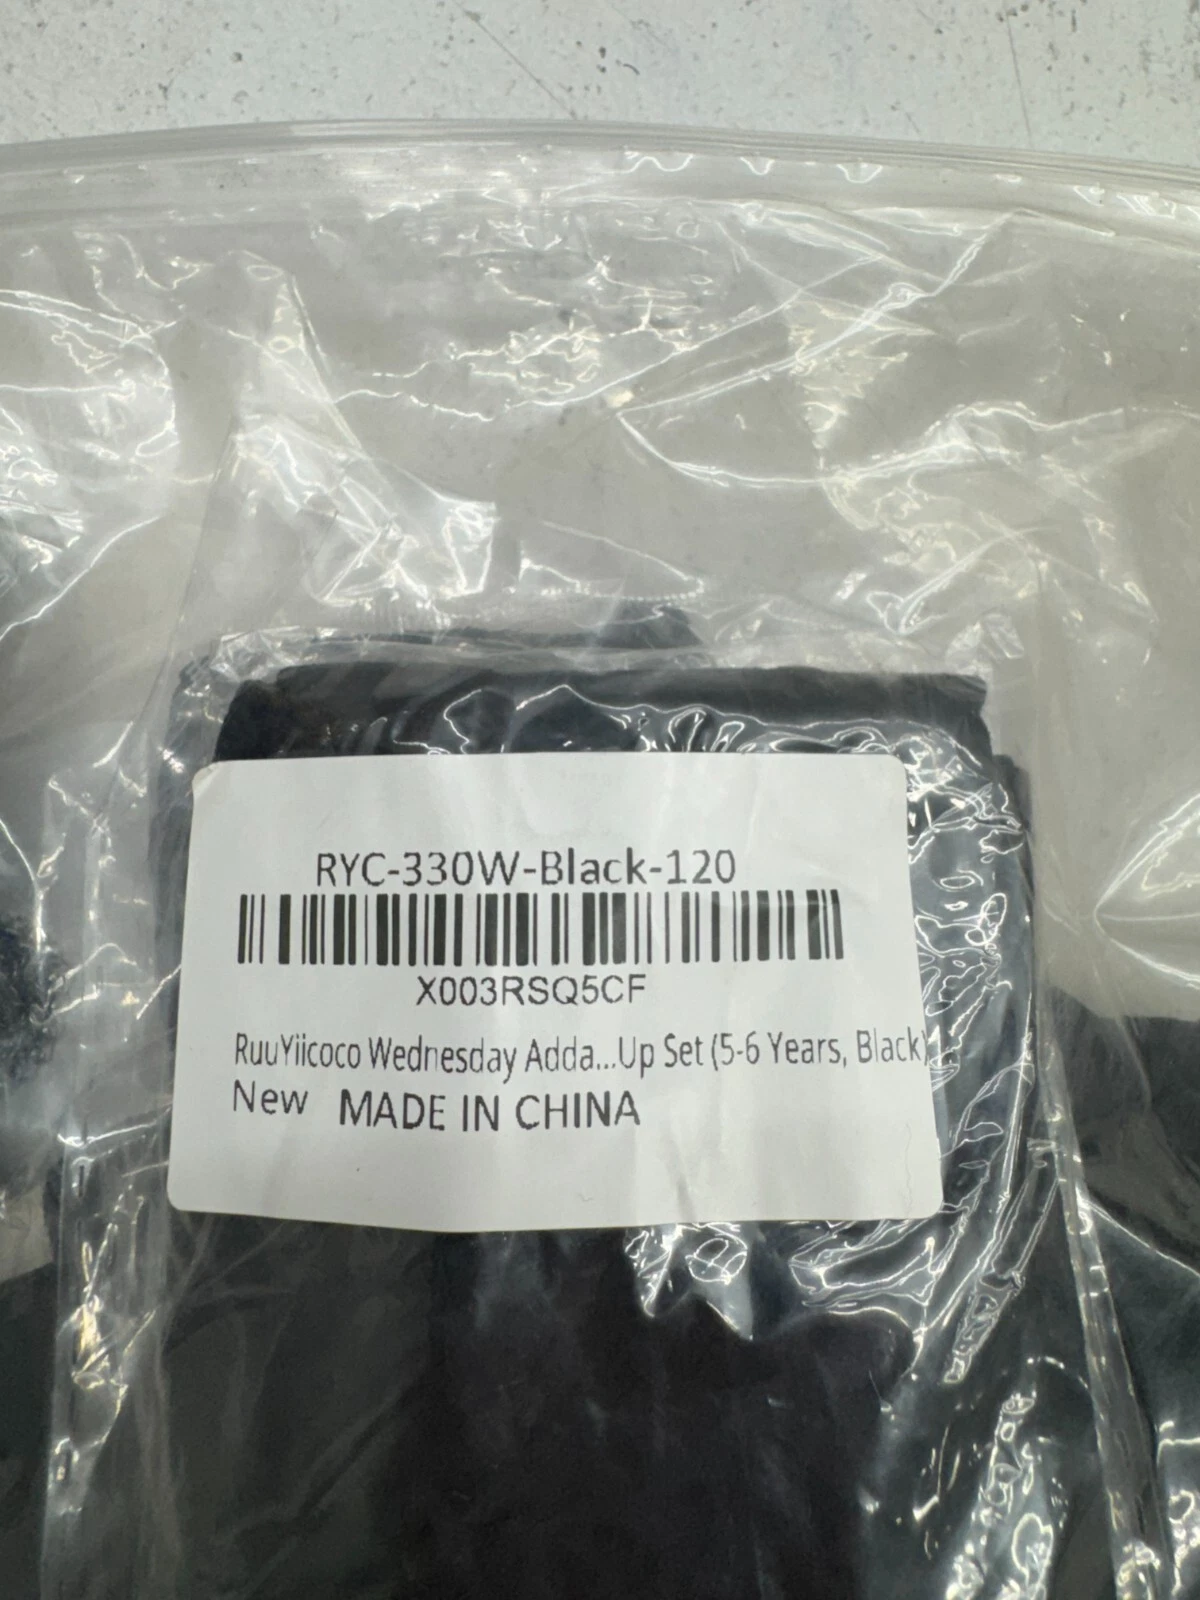 RYC-330W-Black-120
X003RSQ5CF
RuuYiicoco Wednesday Adda...Up Set (5-6 Years, Black)
New MADE IN CHINA